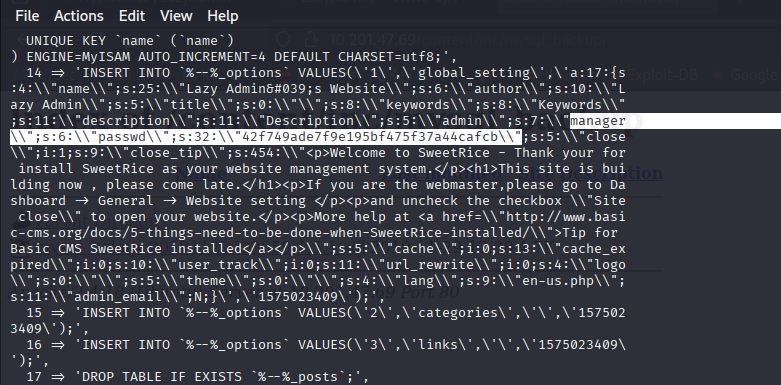 File Actions Edit View Help
UNIQUE KEY `name` (`name`)
) ENGINE=MyISAM AUTO_INCREMENT=4 DEFAULT CHARSET=utf8;',
14 => 'INSERT INTO `%--%_options` VALUES(\'1\',\'global_setting\',\'a:17:{s
:4:\\"name\\";s:25:\\"Lazy Admin&#039;s Website\\";s:6:\\"author\\";s:10:\\"L
azy Admin\\";s:5:\\"title\\";s:0:\\"\\";s:8:\\"keywords\\";s:8:\\"Keywords\\"
;s:11:\\"description\\";s:11:\\"Description\\";s:5:\\"admin\\";s:7:\\"manager
\\";s:6:\\"passwd\\";s:32:\\"42f749ade7f9e195bf475f37a44cafcb\\";s:5:\\"close
\\";i:1;s:9:\\"close_tip\\";s:454:\\"<p>Welcome to SweetRice - Thank your for
install SweetRice as your website management system.</p><h1>This site is bui
lding now , please come late.</h1><p>If you are the webmaster,please go to Da
shboard → General → Website setting </p><p>and uncheck the checkbox \\"Site
close\\" to open your website.</p><p>More help at <a href=\\"http://www.basi
c-cms.org/docs/5-things-need-to-be-done-when-SweetRice-installed/\\">Tip for
Basic CMS SweetRice installed</a></p>\\";s:5:\\"cache\\";i:0;s:13:\\"cache_ex
pired\\";i:0;s:10:\\"user_track\\";i:0;s:11:\\"url_rewrite\\";i:0;s:4:\\"logo
\\";s:0:\\"\\";s:5:\\"theme\\";s:0:\\"\\";s:4:\\"lang\\";s:9:\\"en-us.php\\";
s:11:\\"admin_email\\";N;}\',\'1575023409\');',
15 => 'INSERT INTO `%--%_options` VALUES(\'2\',\'categories\',\'\',\'157502
3409\');',
16 => 'INSERT INTO `%--%_options` VALUES(\'3\',\'links\',\'\',\'1575023409\
');',
17 => 'DROP TABLE IF EXISTS `%--%_posts`;',